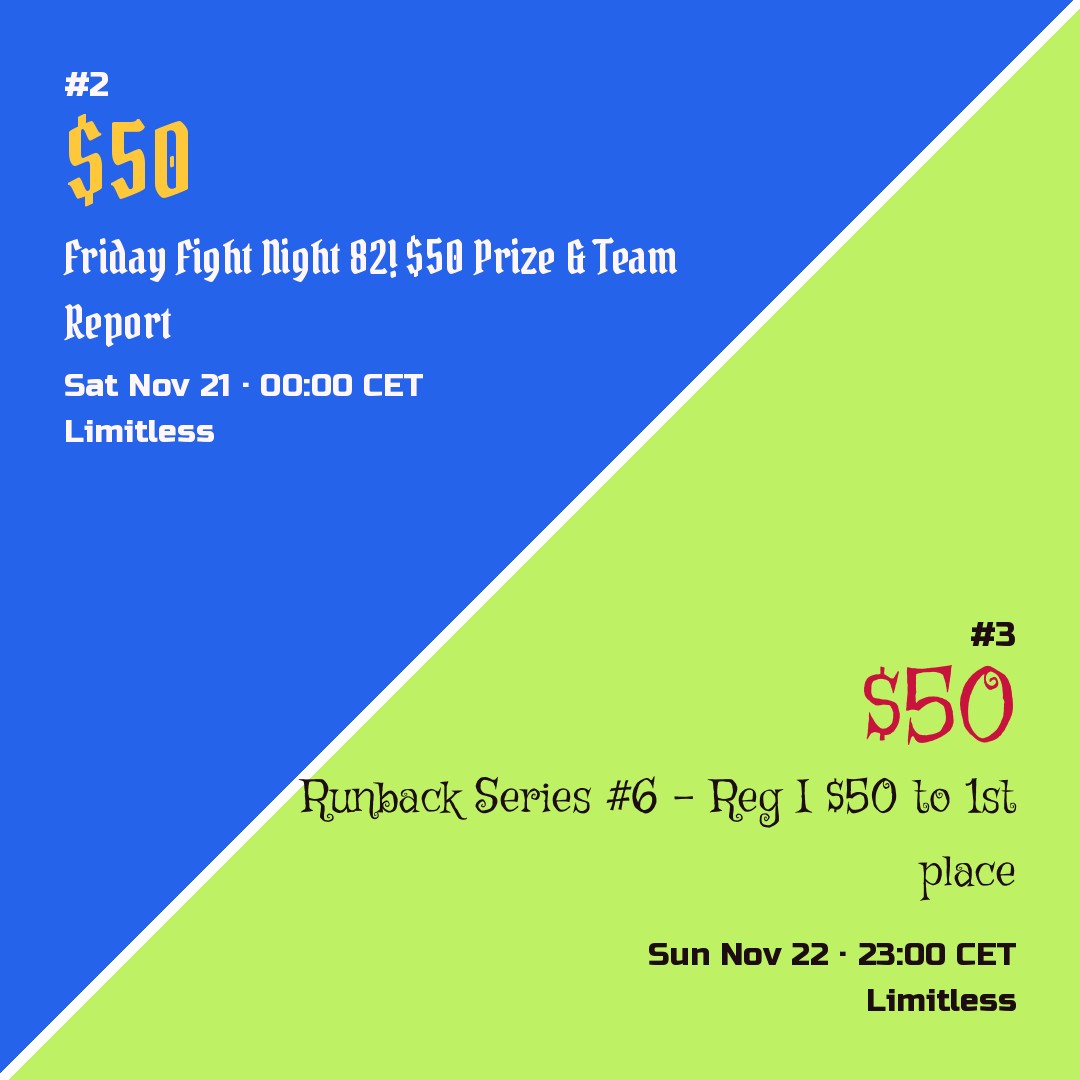 #2
$50
Friday Fight Night 82! $50 Prize & Team
Report
Sat Nov 21 · 00:00 CET
Limitless
#3
$50
Runback Series #6 – Reg I $50 to 1st
place
Sun Nov 22 · 23:00 CET
Limitless